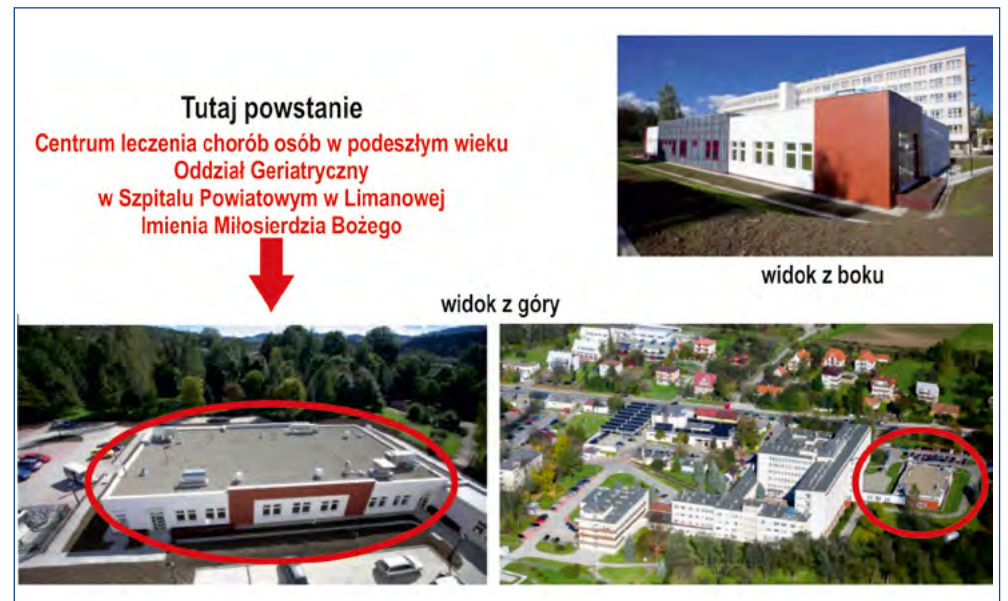 Tutaj powstanie
Centrum leczenia chorób osób w podeszłym wieku
Oddział Geriatryczny
w Szpitalu Powiatowym w Limanowej
Imienia Miłosierdzia Bożego
widok z boku
widok z góry